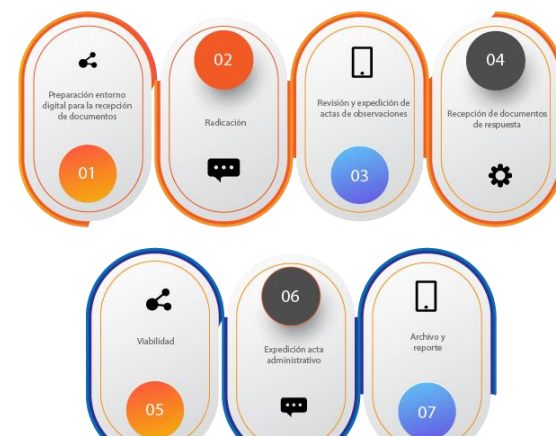 Preparación entorno
digital para la recepción
de documentos
01
02
Radicación
Revisión y expedición de
actas de observaciones
03
04
Recepción de documentos
de respuesta
Viabilidad
05
06
Expedición acta
administrativo
Archivo y
reporte
07